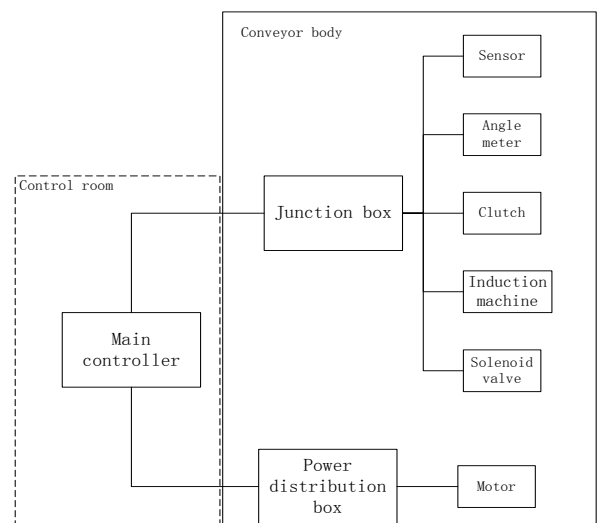 Conveyor body
Sensor
Angle
meter
Control room
Junction box
Clutch
Induction
machine
Main
controller
Solenoid
valve
Power
distribution
box
Motor